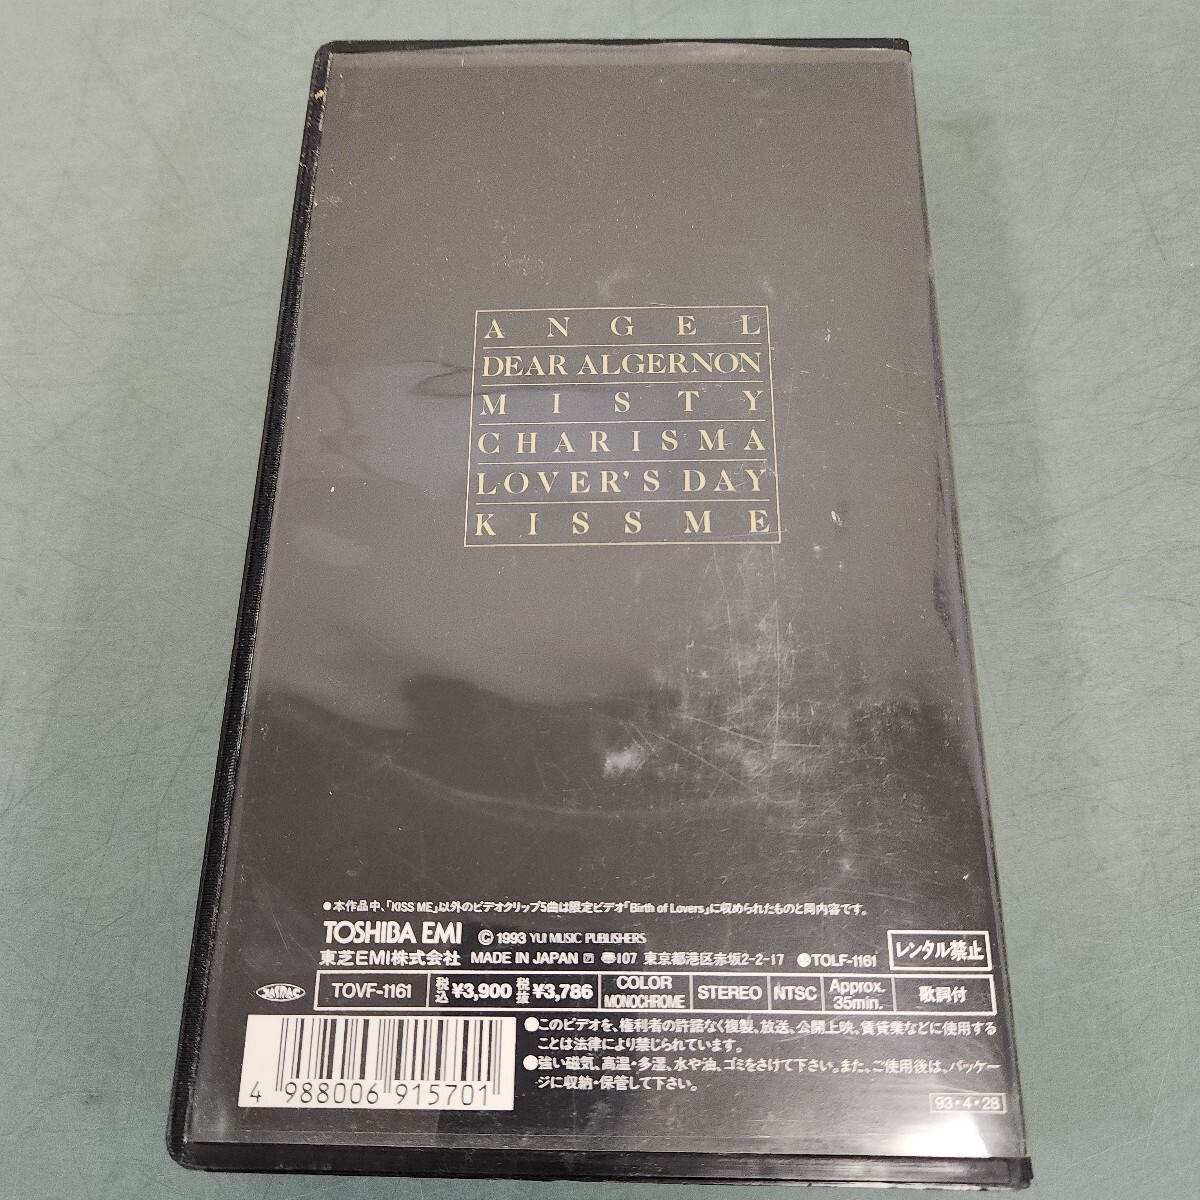 ANGEL
DEAR ALGERNON
MISTY
CHARISMA
LOVER'S DAY
KISS ME
●本作品中、「KISS ME」以外のビデオクリップ5曲は限定ビデオ「Birth of Lovers」に収められたものと同内容です。
TOSHIBA EMI © 1993 YUI MUSIC PUBLISHERS
東芝EMI株式会社 MADE IN JAPAN 〒107 東京都港区赤坂2-2-17 TOLF-1161
レンタル禁止
JASRAC TOVF-1161 税込¥3,900 税抜¥3,786 COLOR MONOCHROME STEREO NTSC Approx. 35min. 歌詞付
●このビデオを、権利者の許諾なく複製、放送、公開上映、賃貸業などに使用する
ことは法律により禁じられています。
●強い磁気、高温・多湿、水や油、ゴミをさけて下さい。また、ご使用後は、パッケー
ジに収納・保管して下さい。
4 988006 915701
93・4・28